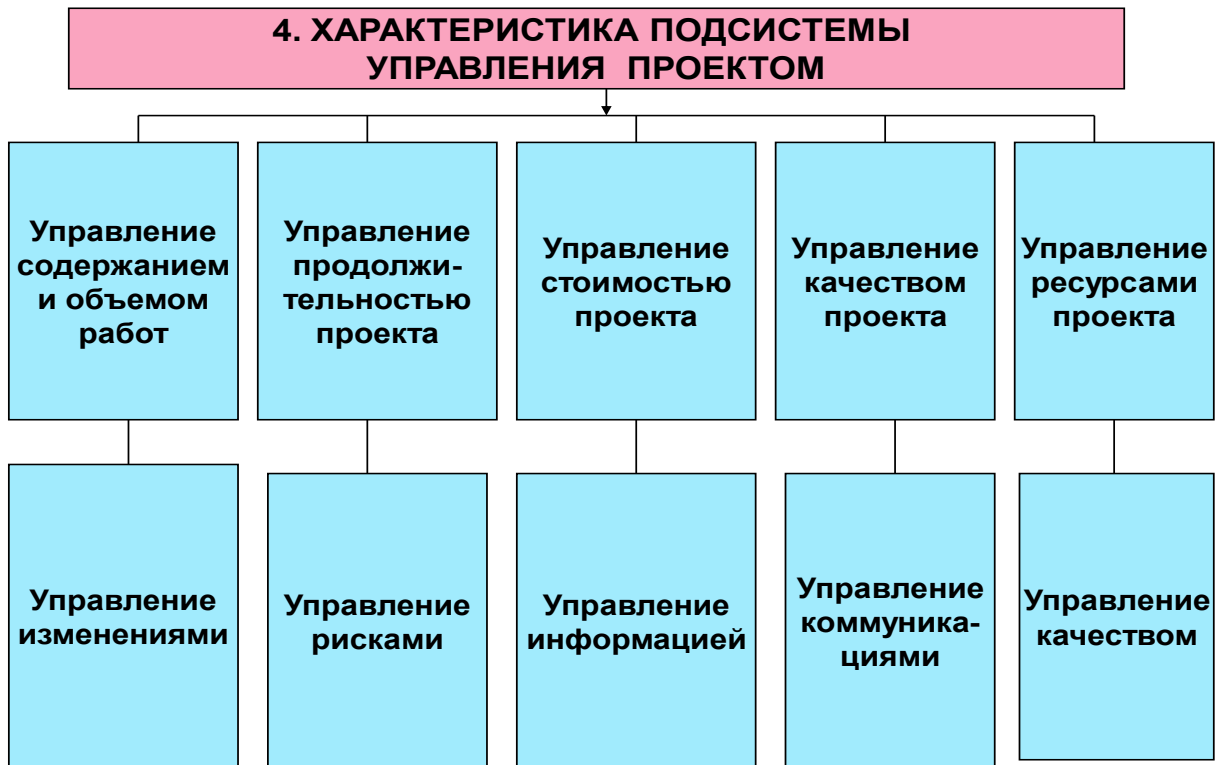 4. ХАРАКТЕРИСТИКА ПОДСИСТЕМЫ
УПРАВЛЕНИЯ ПРОЕКТОМ
Управление
содержанием
и объемом
работ
Управление
продолжи-
тельностью
проекта
Управление
стоимостью
проекта
Управление
качеством
проекта
Управление
ресурсами
проекта
Управление
изменениями
Управление
рисками
Управление
информацией
Управление
коммуника-
циями
Управление
качеством